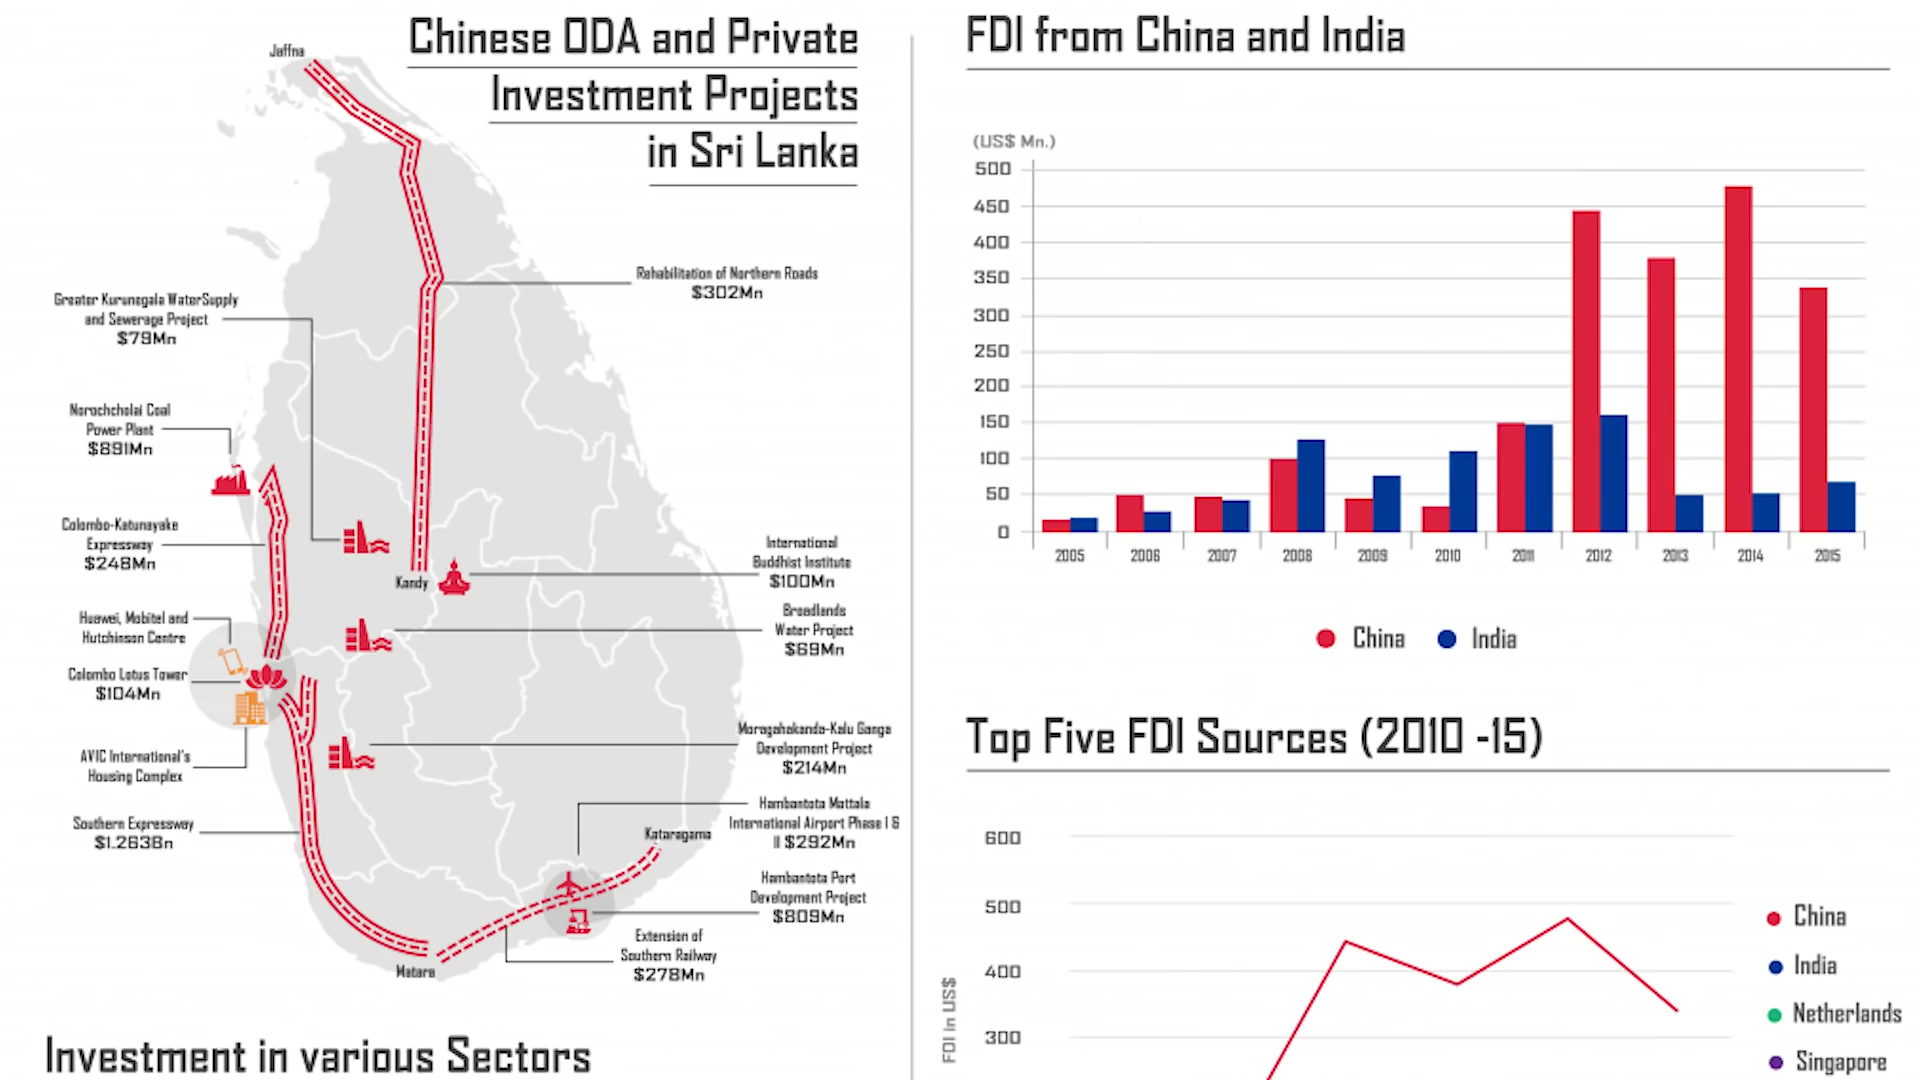 Chinese ODA and Private
Investment Projects
in Sri Lanka
Jaffna
Rehabilitation of Northern Roads
$302Mn
Greater Kurunegala WaterSupply
and Sewerage Project
$79Mn
Norochcholai Coal
Power Plant
$891Mn
Colombo-Katunayake
Expressway
$248Mn
Kandy
International
Buddhist Institute
$100Mn
Huawei, Mobitel and
Hutchinson Centre
Broadlands
Water Project
$69Mn
Colombo Lotus Tower
$104Mn
AVIC International's
Housing Complex
Moragahakanda-Kalu Ganga
Development Project
$214Mn
Southern Expressway
$1.263Bn
Hambantota Mattala
International Airport Phase I &
II $292Mn
Kataragama
Hambantota Port
Development Project
$809Mn
Extension of
Southern Railway
$278Mn
Matara
Investment in various Sectors
FDI from China and India
(US$ Mn.)
500
450
400
350
300
250
200
150
100
50
0
2005 2006 2007 2008 2009 2010 2011 2012 2013 2014 2015
China India
Top Five FDI Sources (2010 -15)
600
500
400
300
FDI in US$
China
India
Netherlands
Singapore